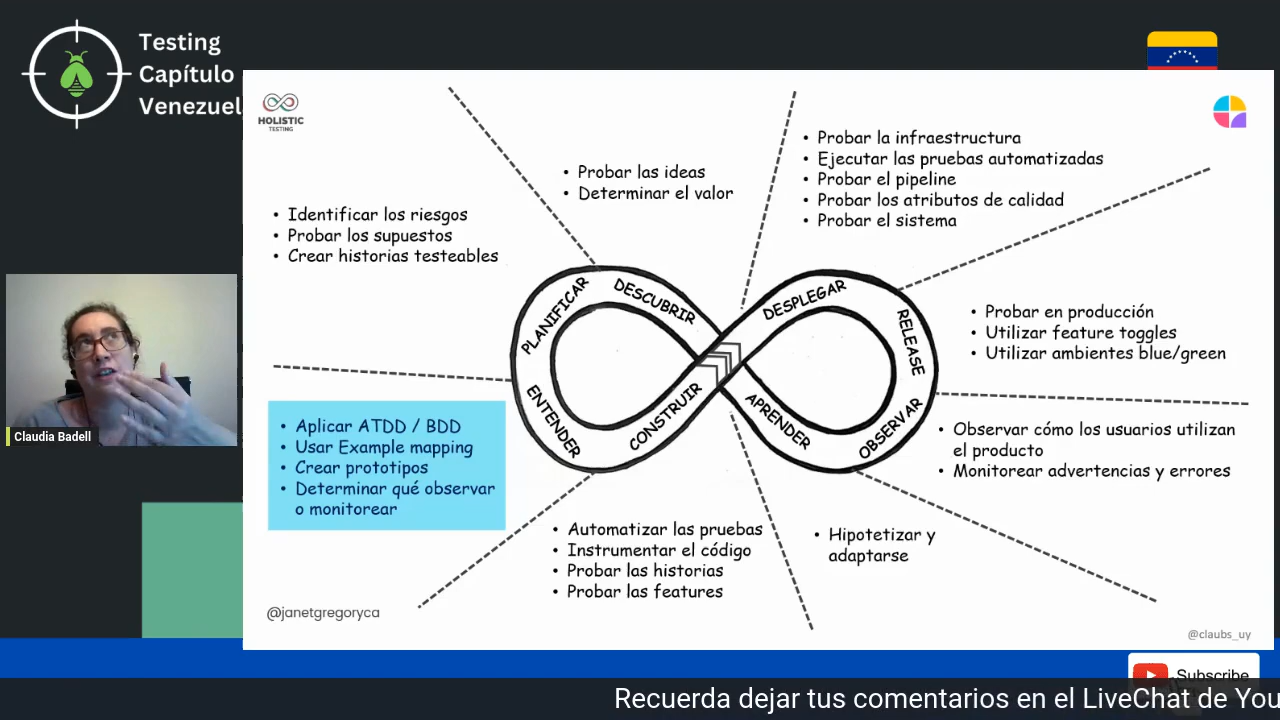 Testing
Capítulo
Venezuel
HOLISTIC
TESTING
• Probar las ideas
• Determinar el valor
• Probar la infraestructura
• Ejecutar las pruebas automatizadas
• Probar el pipeline
• Probar los atributos de calidad
• Probar el sistema
• Identificar los riesgos
• Probar los supuestos
• Crear historias testeables
PLANIFICAR
DESCUBRIR
DESPLEGAR
RELEASE
ENTENDER
CONSTRUIR
APRENDER
OBSERVAR
• Probar en producción
• Utilizar feature toggles
• Utilizar ambientes blue/green
• Aplicar ATDD / BDD
• Usar Example mapping
• Crear prototipos
• Determinar qué observar
o monitorear
• Observar cómo los usuarios utilizan
el producto
• Monitorear advertencias y errores
• Automatizar las pruebas
• Instrumentar el código
• Probar las historias
• Probar las features
• Hipotetizar y
adaptarse
Claudia Badell
@janetgregoryca
@claubs_uy
Subscribe
Recuerda dejar tus comentarios en el LiveChat de You